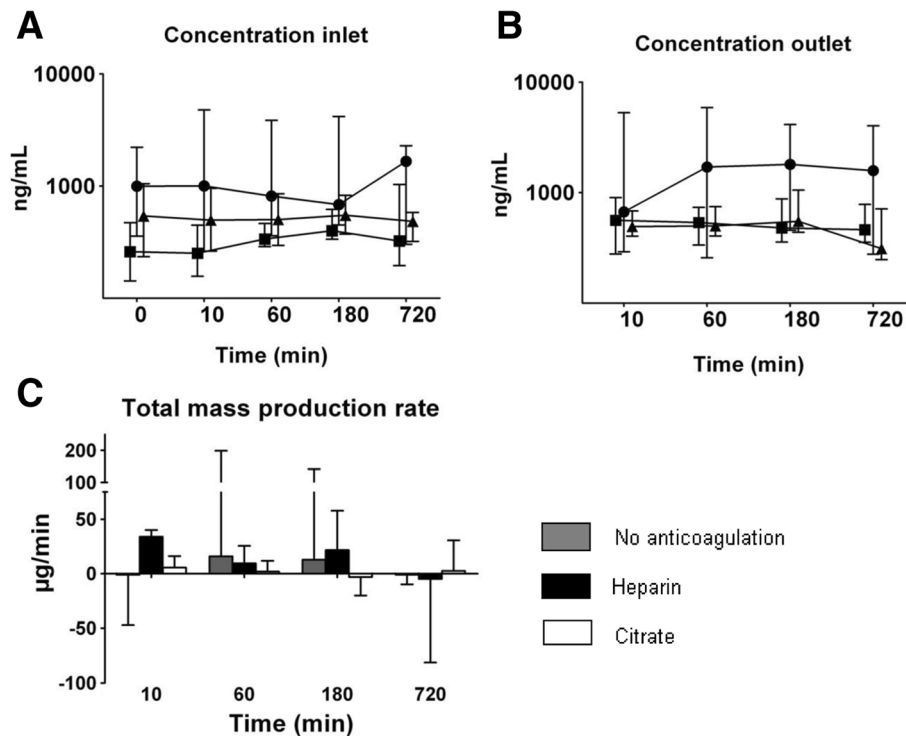 A
Concentration inlet
10000
1000
ng/mL
0 10 60 180 720
Time (min)
B
Concentration outlet
10000
1000
ng/mL
10 60 180 720
Time (min)
C
Total mass production rate
200
100
50
0
-50
-100
µg/min
10 60 180 720
Time (min)
No anticoagulation
Heparin
Citrate